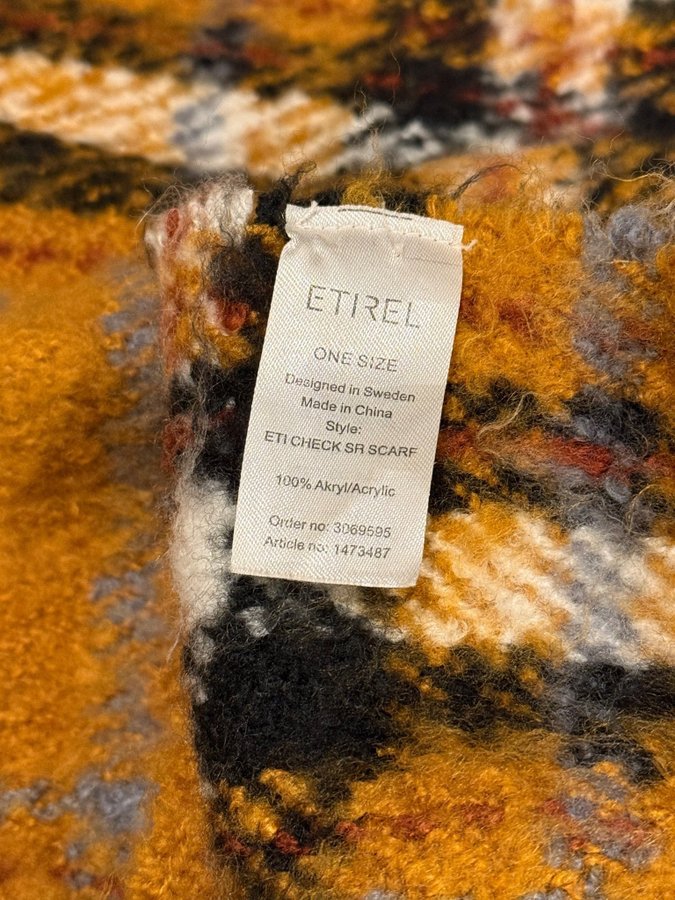 ETIREL
ONE SIZE
Designed in Sweden
Made in China
Style:
ETI CHECK SR SCARF
100% Akryl/Acrylic
Order no: 3069595
Article no: 1473487